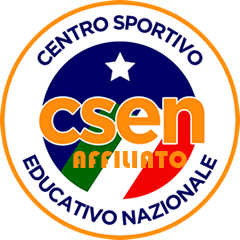 CENTRO SPORTIVO
csen
AFFILIATO
EDUCATIVO NAZIONALE